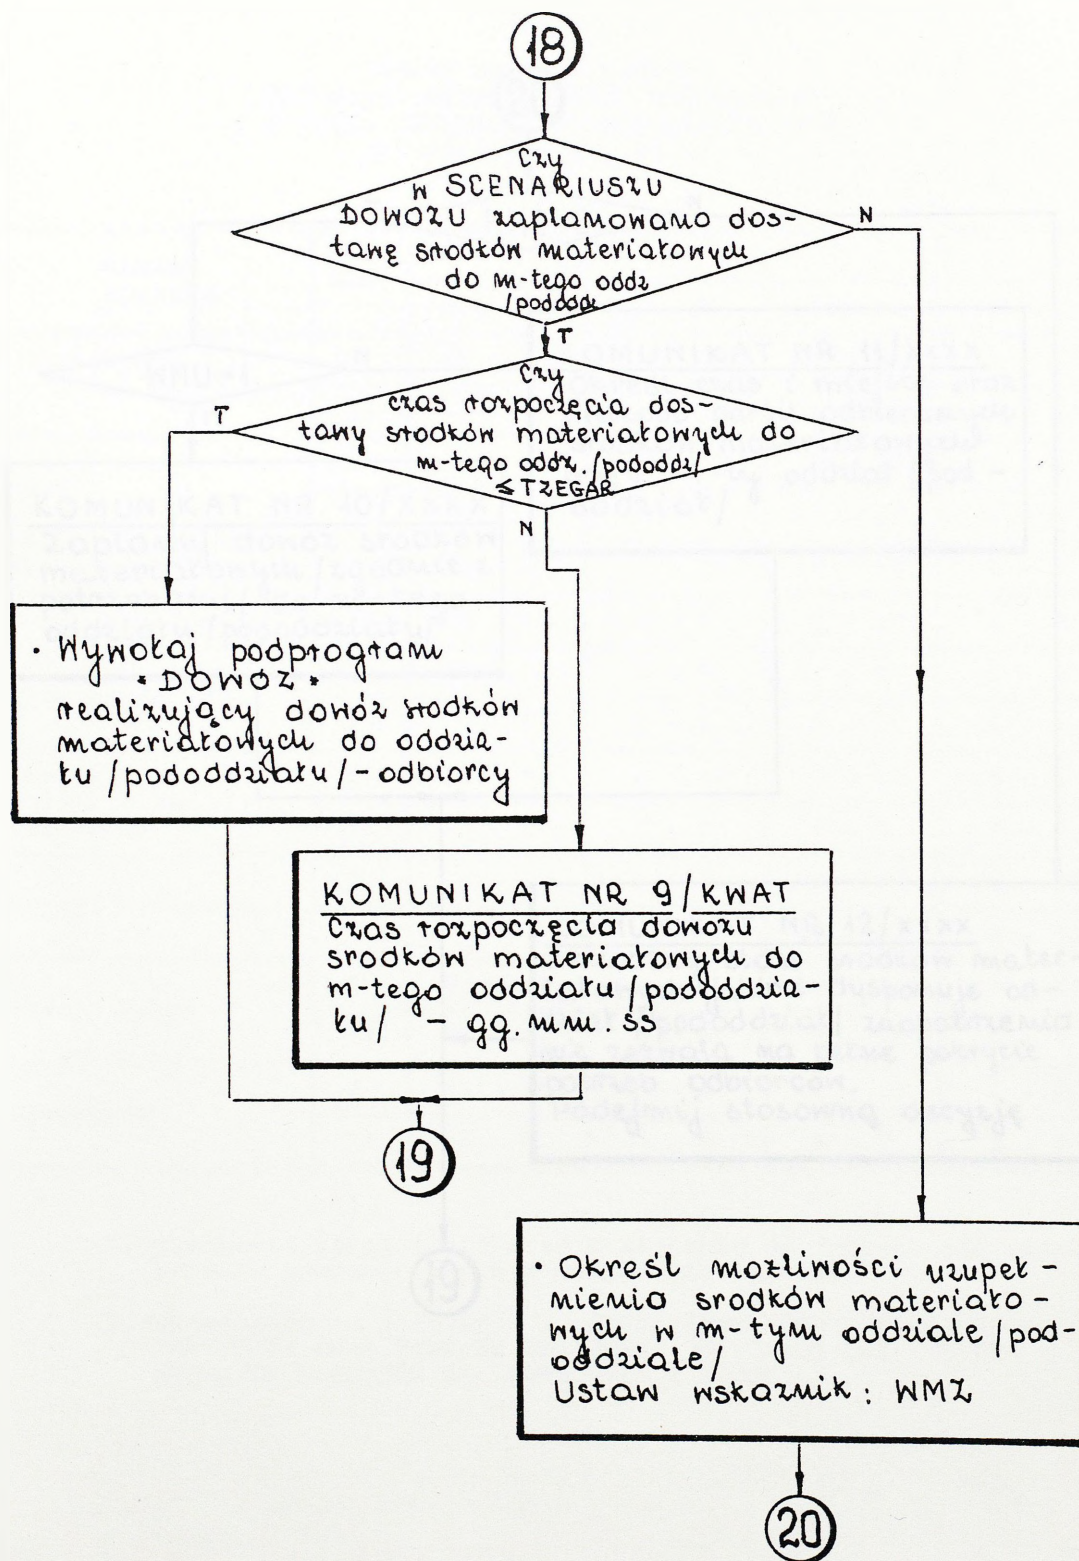 18
Czy
w SCENARIUSZU
DOWOZU zaplanowano dos-
tawę środków materiałowych
do m-tego oddz
/pododdz
N
T
Czy
czas rozpoczęcia dos-
tawy środków materiałowych do
m-tego oddz. /pododdz/
≤ TZEGAR
T
N
• Wywołaj podprogram
* DOWÓZ *
realizujący dowóz środków
materiałowych do oddzia-
łu /pododdziału/ - odbiorcy
KOMUNIKAT NR 9/KWAT
Czas rozpoczęcia dowozu
środków materiałowych do
m-tego oddziału /pododdzia-
łu/ - gg.mm.ss
19
• Określ możliwości uzupeł-
nienia środków materiało-
wych w m-tym oddziale /pod-
oddziale/
Ustaw wskaźnik: WMZ
20